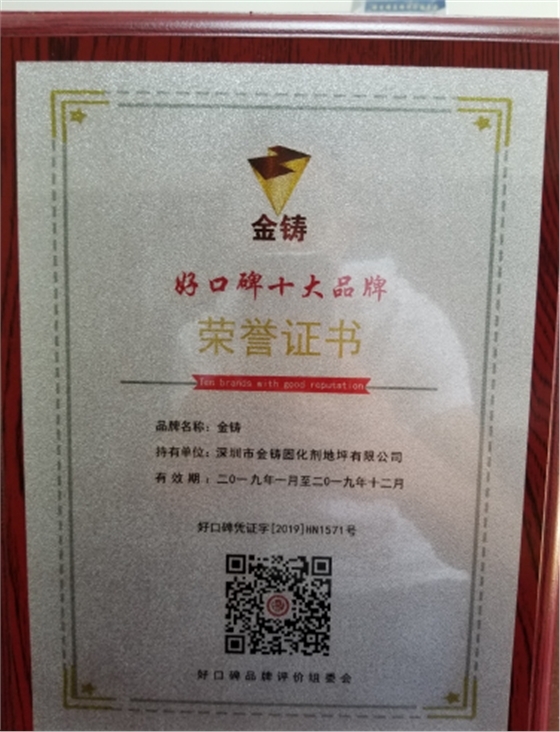 金铸
好口碑十大品牌
荣誉证书
Ten brands with good reputation
品牌名称：金铸
持有单位：深圳市金铸固化剂地坪有限公司
有 效 期 ：二0一九年一月至二0一九年十二月
好口碑凭证字[2019]HN1571号
好口碑品牌评价组委会